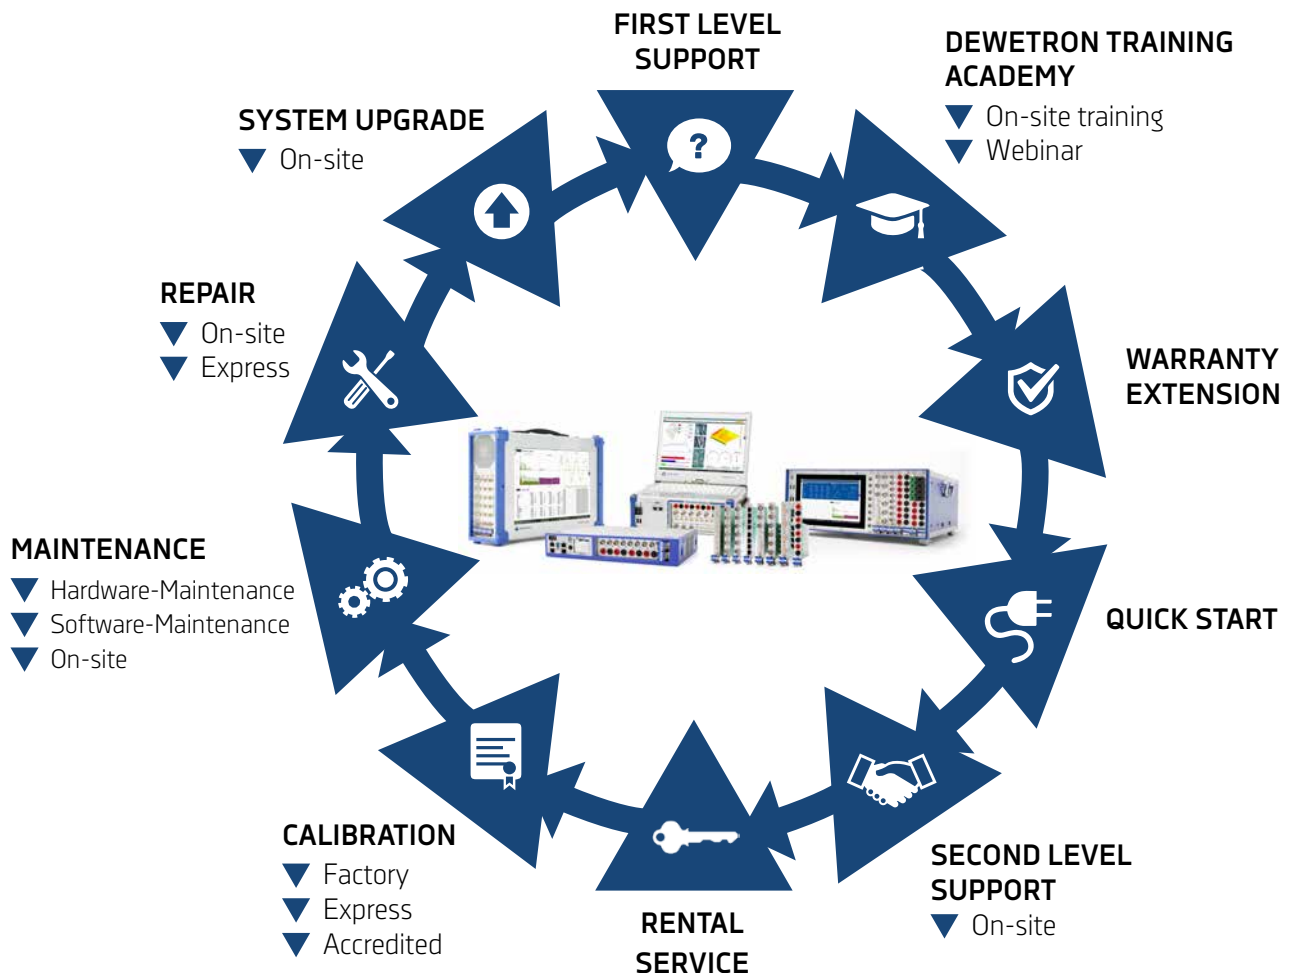 FIRST LEVEL
SUPPORT
?
DEWETRON TRAINING
ACADEMY
On-site training
Webinar
WARRANTY
EXTENSION
QUICK START
SECOND LEVEL
SUPPORT
On-site
RENTAL
SERVICE
CALIBRATION
Factory
Express
Accredited
MAINTENANCE
Hardware-Maintenance
Software-Maintenance
On-site
REPAIR
On-site
Express
SYSTEM UPGRADE
On-site